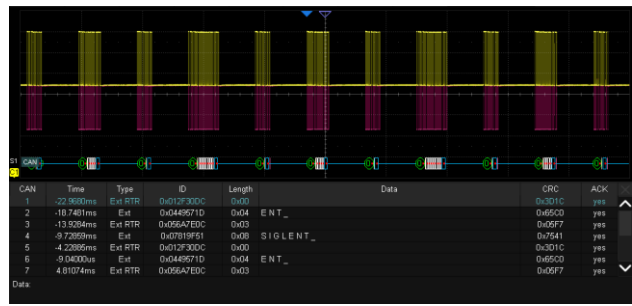 S1 CAN
C1
CAN Time Type ID Length Data CRC ACK
1 -22.9680ms Ext RTR 0x012F30DC 0x00 0x3D1C yes
2 -18.7481ms Ext 0x0449571D 0x04 E N T _ 0x65C0 yes
3 -13.9284ms Ext RTR 0x056A7E0C 0x03 0x05F7 yes
4 -9.72859ms Ext 0x07819F51 0x08 S I G L E N T _ 0x7541 yes
5 -4.22885ms Ext RTR 0x012F30DC 0x00 0x3D1C yes
6 -9.04000us Ext 0x0449571D 0x04 E N T _ 0x65C0 yes
7 4.81074ms Ext RTR 0x056A7E0C 0x03 0x05F7 yes
Data: